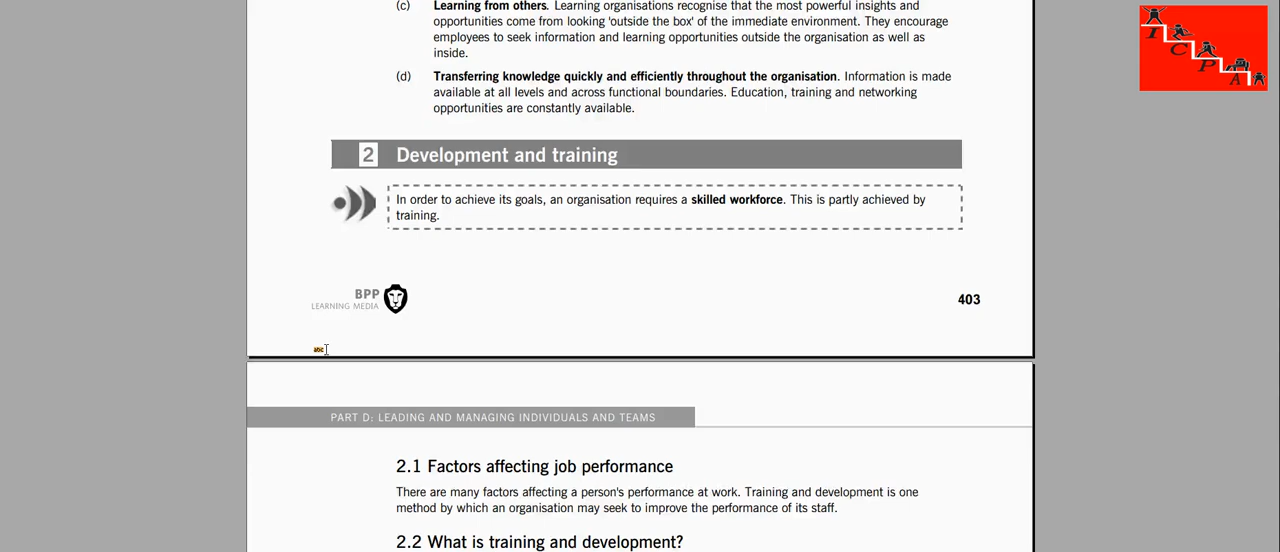 (c) Learning from others. Learning organisations recognise that the most powerful insights and
opportunities come from looking 'outside the box' of the immediate environment. They encourage
employees to seek information and learning opportunities outside the organisation as well as
inside.
(d) Transferring knowledge quickly and efficiently throughout the organisation. Information is made
available at all levels and across functional boundaries. Education, training and networking
opportunities are constantly available.
2 Development and training
In order to achieve its goals, an organisation requires a skilled workforce. This is partly achieved by
training.
BPP
LEARNING MEDIA
403
abc
PART D: LEADING AND MANAGING INDIVIDUALS AND TEAMS
2.1 Factors affecting job performance
There are many factors affecting a person's performance at work. Training and development is one
method by which an organisation may seek to improve the performance of its staff.
2.2 What is training and development?
I C P A